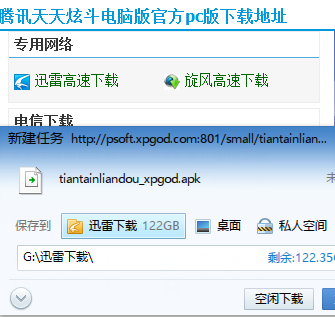 腾讯天天炫斗电脑版官方pc版下载地址
专用网络
迅雷高速下载 旋风高速下载
电信下载
新建任务 http://psoft.xpgod.com:801/small/tiantainlian...
tiantainliandou_xpgod.apk
保存到 迅雷下载 122GB 桌面 私人空间
G:\迅雷下载\ 剩余:122.35G
空闲下载